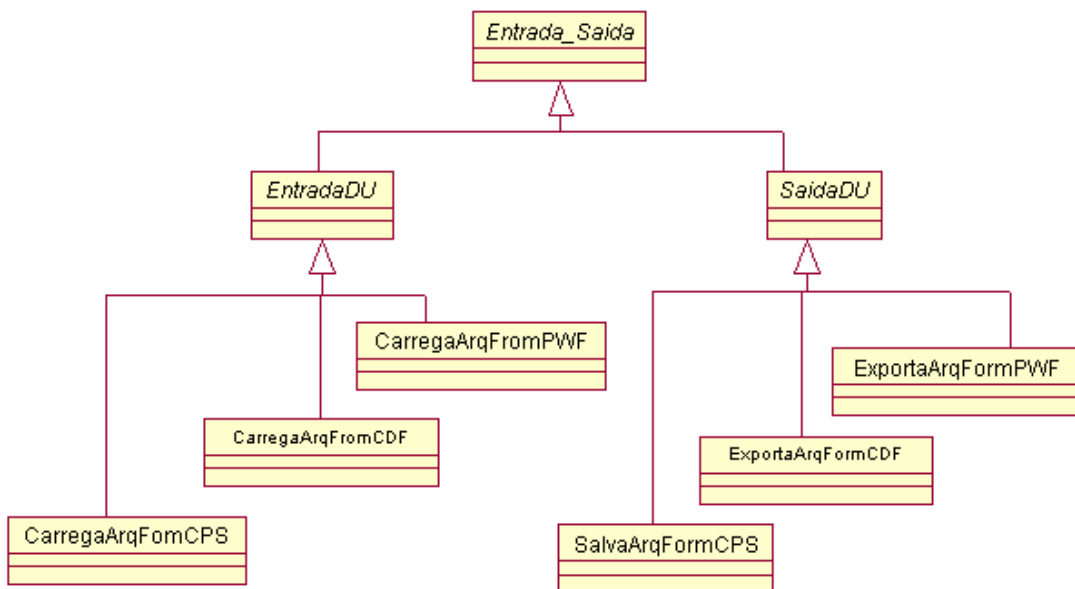 Entrada_Saida
EntradaDU
SaidaDU
CarregaArqFromPWF
ExportaArqFormPWF
CarregaArqFromCDF
ExportaArqFormCDF
CarregaArqFomCPS
SalvaArqFormCPS